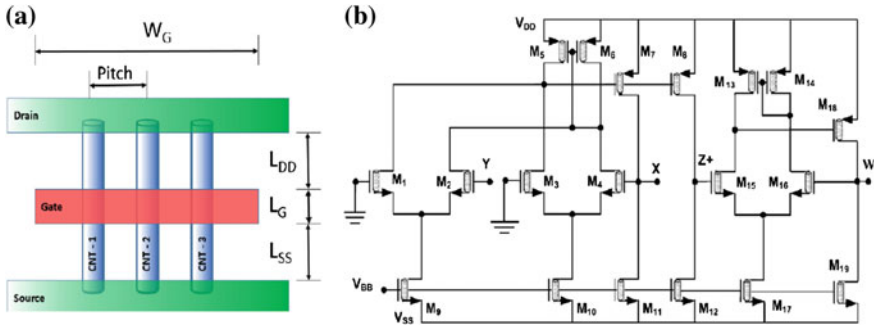 (a)
W_G
Pitch
Drain
L_DD
Gate
L_G
L_SS
CNT - 1
CNT - 2
CNT - 3
Source
(b)
V_DD
M_5
M_6
M_7
M_8
M_13
M_14
M_18
Y
X
Z+
W
M_1
M_2
M_3
M_4
M_15
M_16
V_BB
V_SS
M_9
M_10
M_11
M_12
M_17
M_19